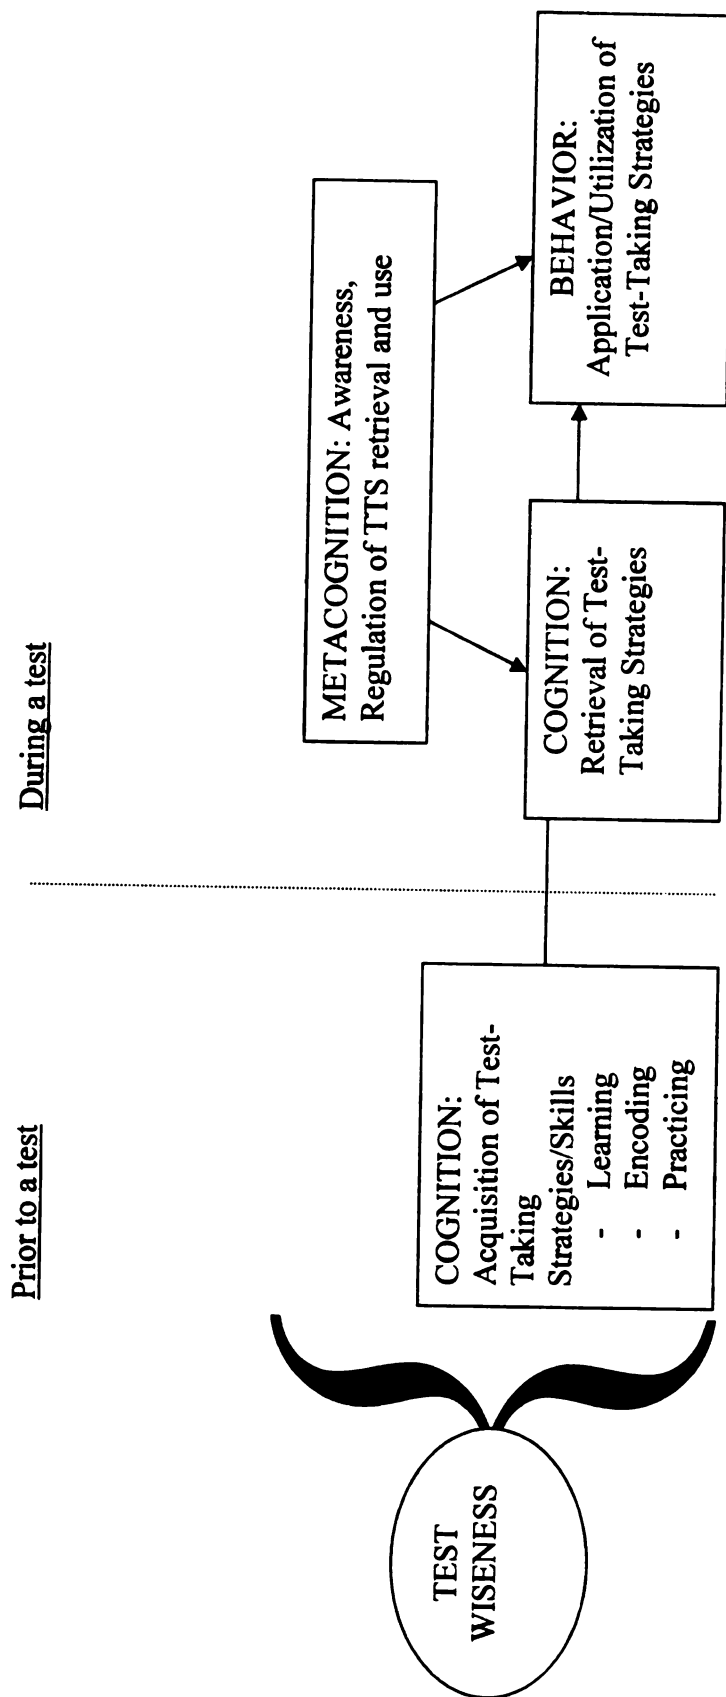 Prior to a test
During a test
TEST
WISENESS
COGNITION:
Acquisition of Test-
Taking
Strategies/Skills
- Learning
- Encoding
- Practicing
METACOGNITION: Awareness,
Regulation of TTS retrieval and use
COGNITION:
Retrieval of Test-
Taking Strategies
BEHAVIOR:
Application/Utilization of
Test-Taking Strategies